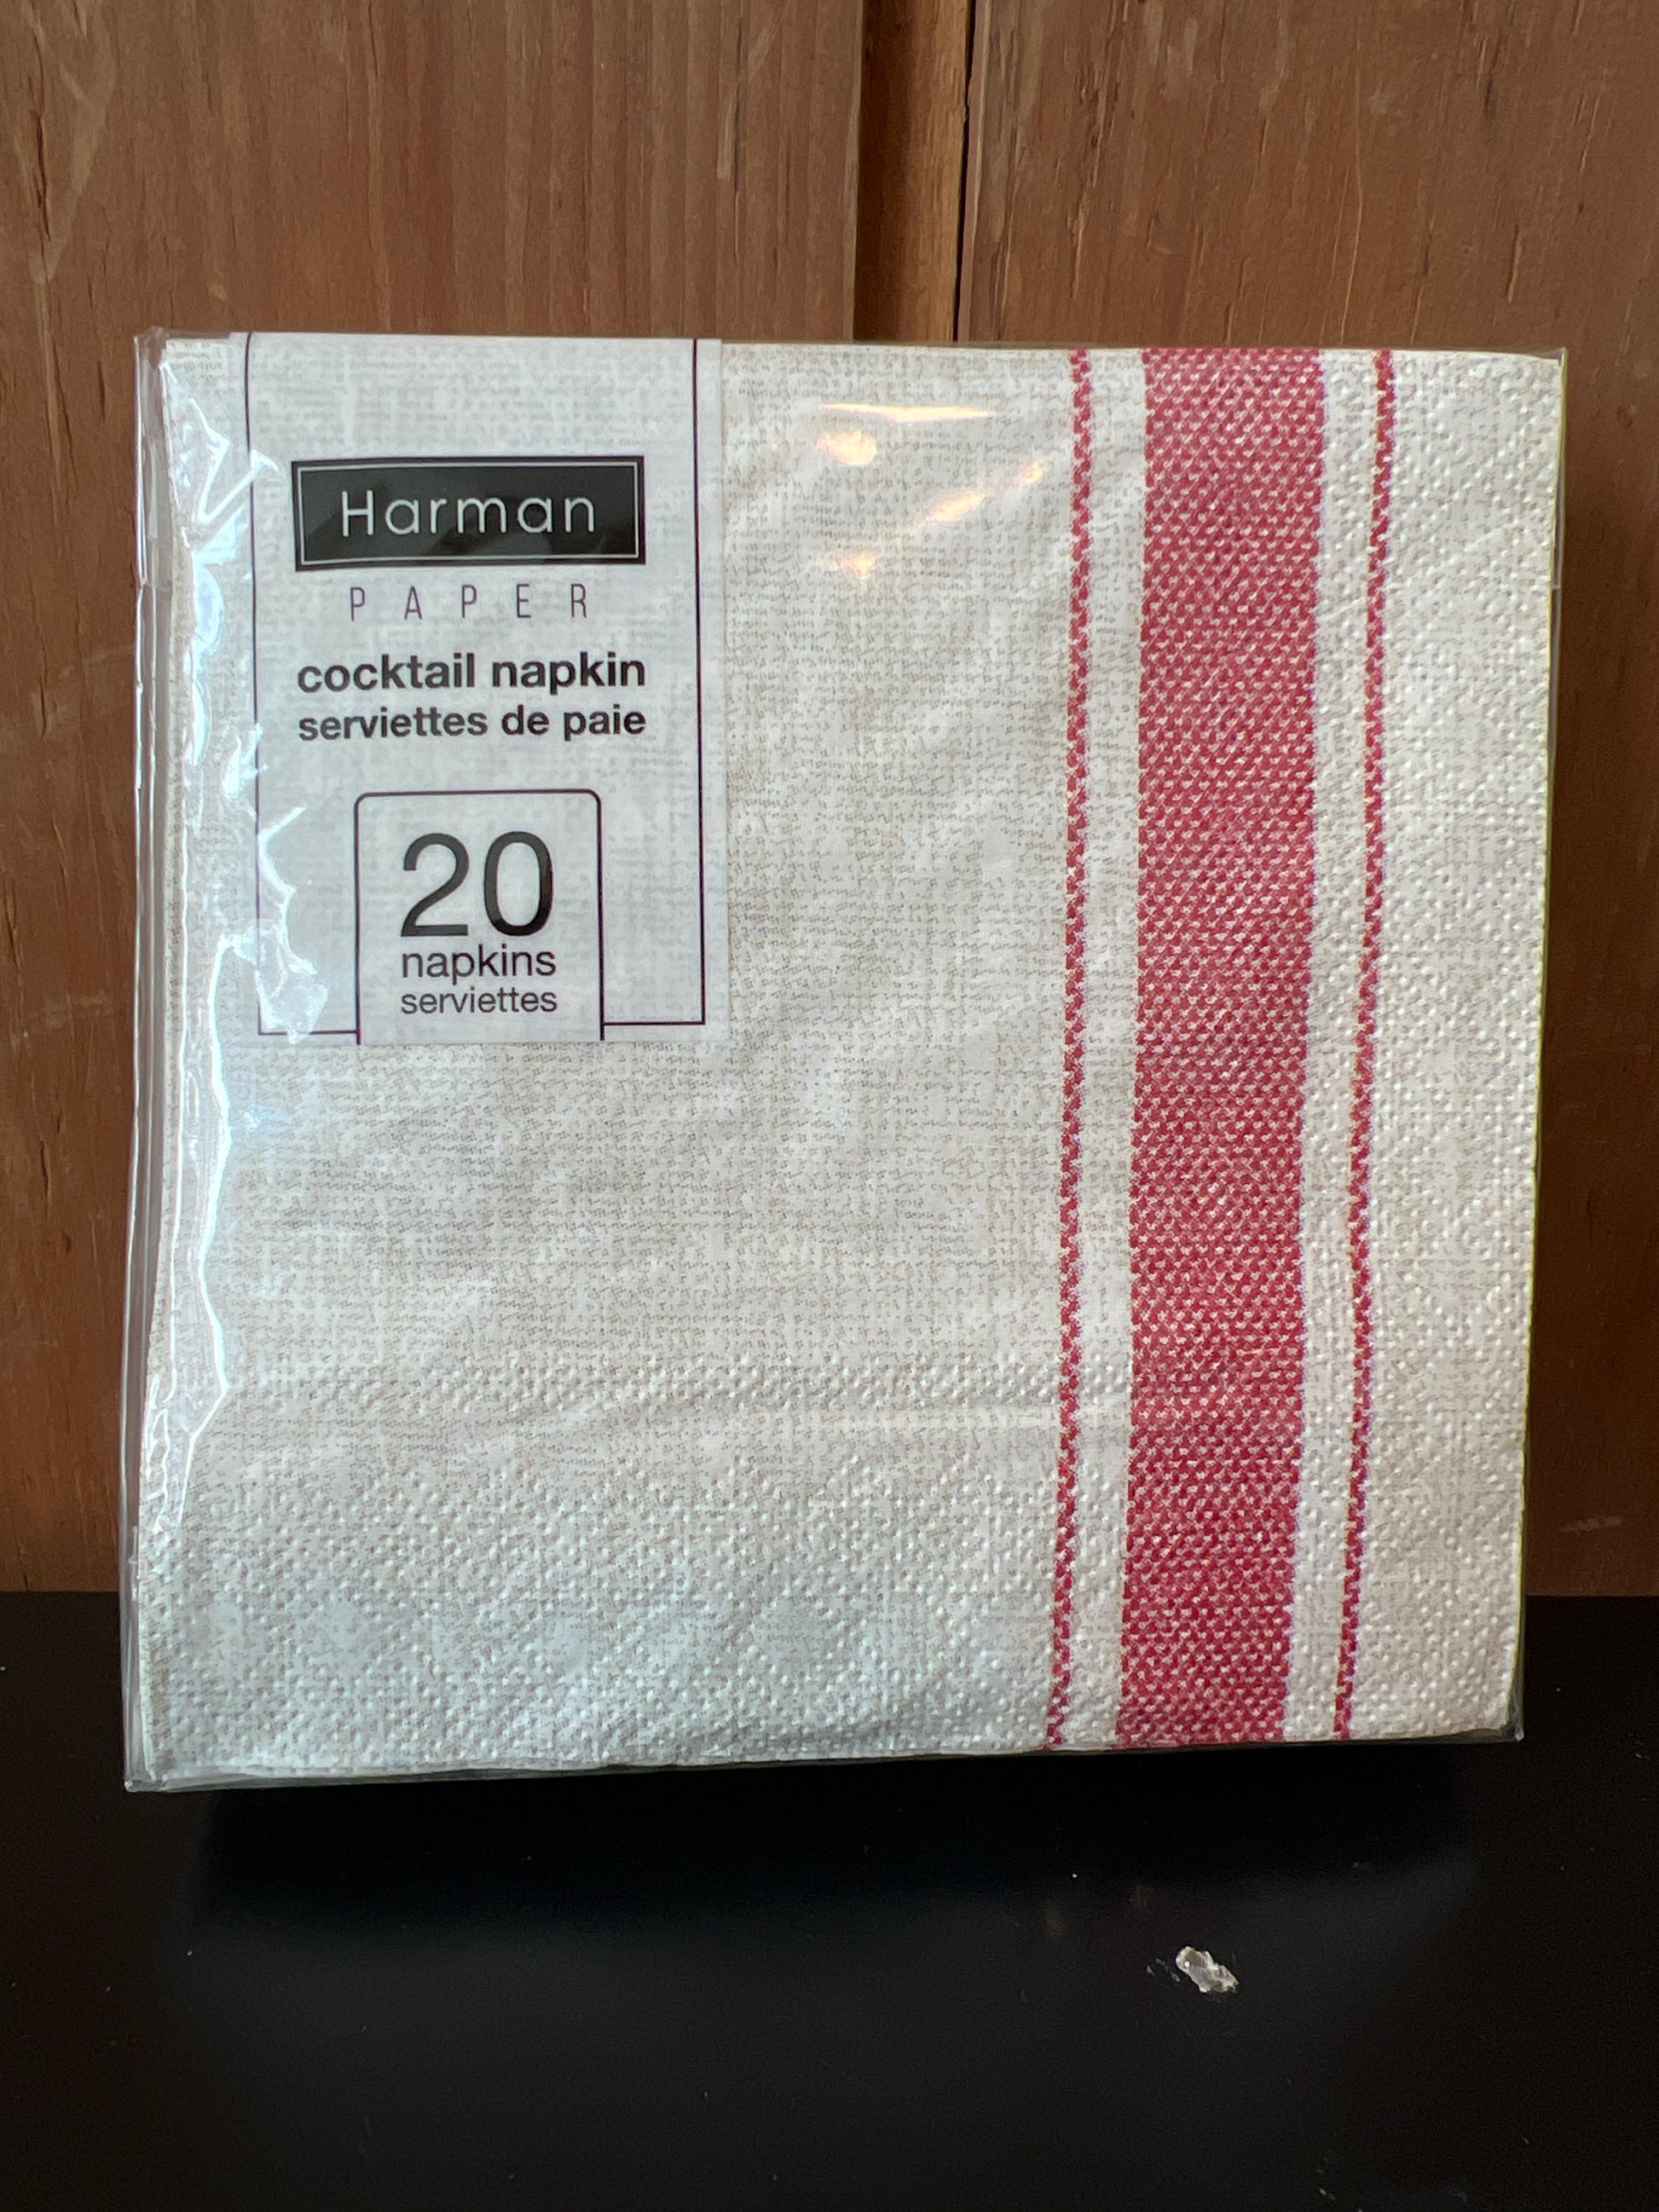 Harman
PAPER
cocktail napkin
serviettes de paie
20
napkins
serviettes